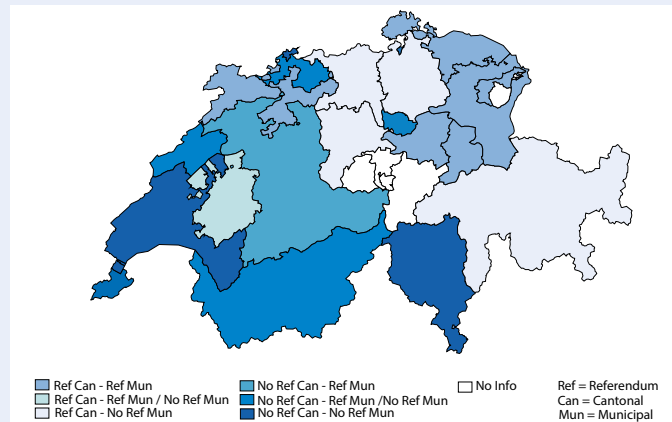 Ref Can - Ref Mun
Ref Can - Ref Mun / No Ref Mun
Ref Can - No Ref Mun
No Ref Can - Ref Mun
No Ref Can - Ref Mun /No Ref Mun
No Ref Can - No Ref Mun
No Info
Ref = Referendum
Can = Cantonal
Mun = Municipal